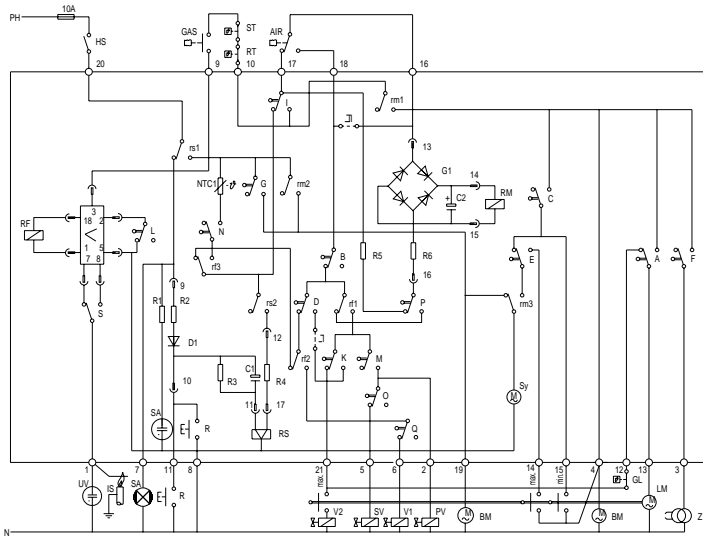 PH 10A
HS
GAS ST
RT
AIR
20 9 10 17 18 16
I rm1
rs1
NTC1 G rm2
13
G1 14
C2 RM
15
C
3
18 2
1 5
7 8
RF
L
N
rf3
B
R5 R6
16
E A F
S
9
R1 R2
rs2
D rf1 P
rm3
12
D1
rf2 K M
10
R3 C1 R4
O
Sy
M
11 17
SA
R
RS
Q
1 7 11 8 21 5 6 2 19 14 15 4 12 13 3
max. max. min.
GL
UV IS SA R
LM
M
V2 SV V1 PV
M BM
M BM
Z
N